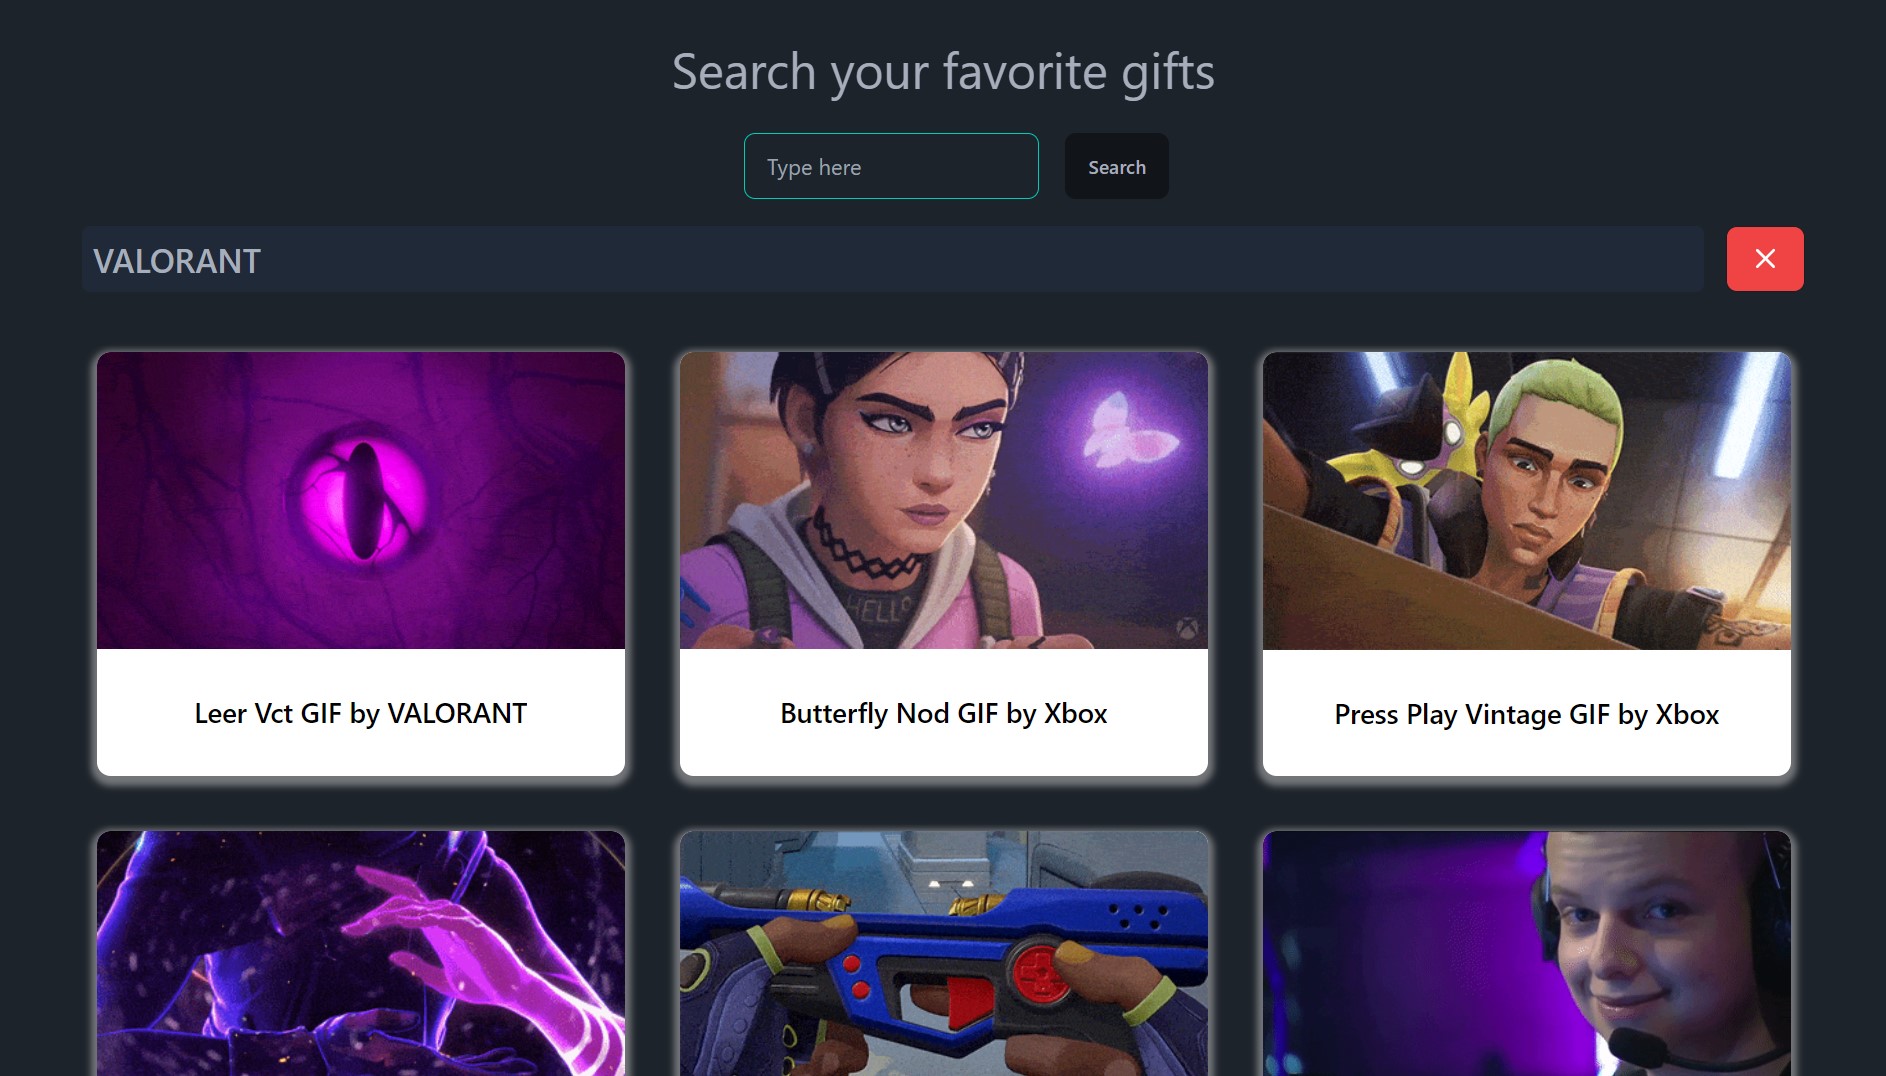 Search your favorite gifts
Type here
Search
VALORANT
HELLO
Leer Vct GIF by VALORANT
Butterfly Nod GIF by Xbox
Press Play Vintage GIF by Xbox